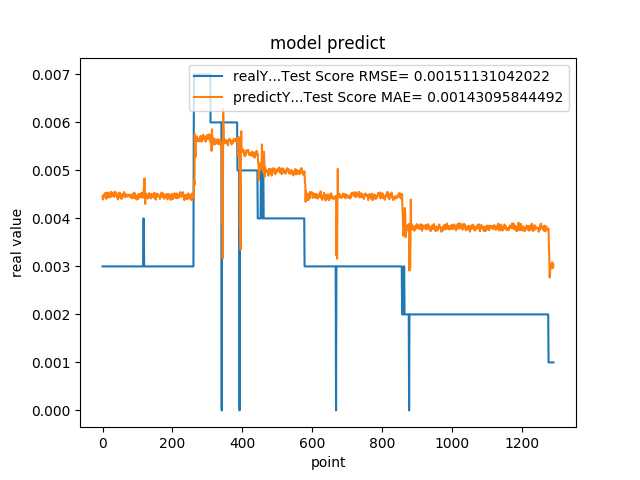 model predict
realY...Test Score RMSE= 0.00151131042022
predictY...Test Score MAE= 0.00143095844492
0.007
0.006
0.005
0.004
0.003
0.002
0.001
0.000
real value
0 200 400 600 800 1000 1200
point